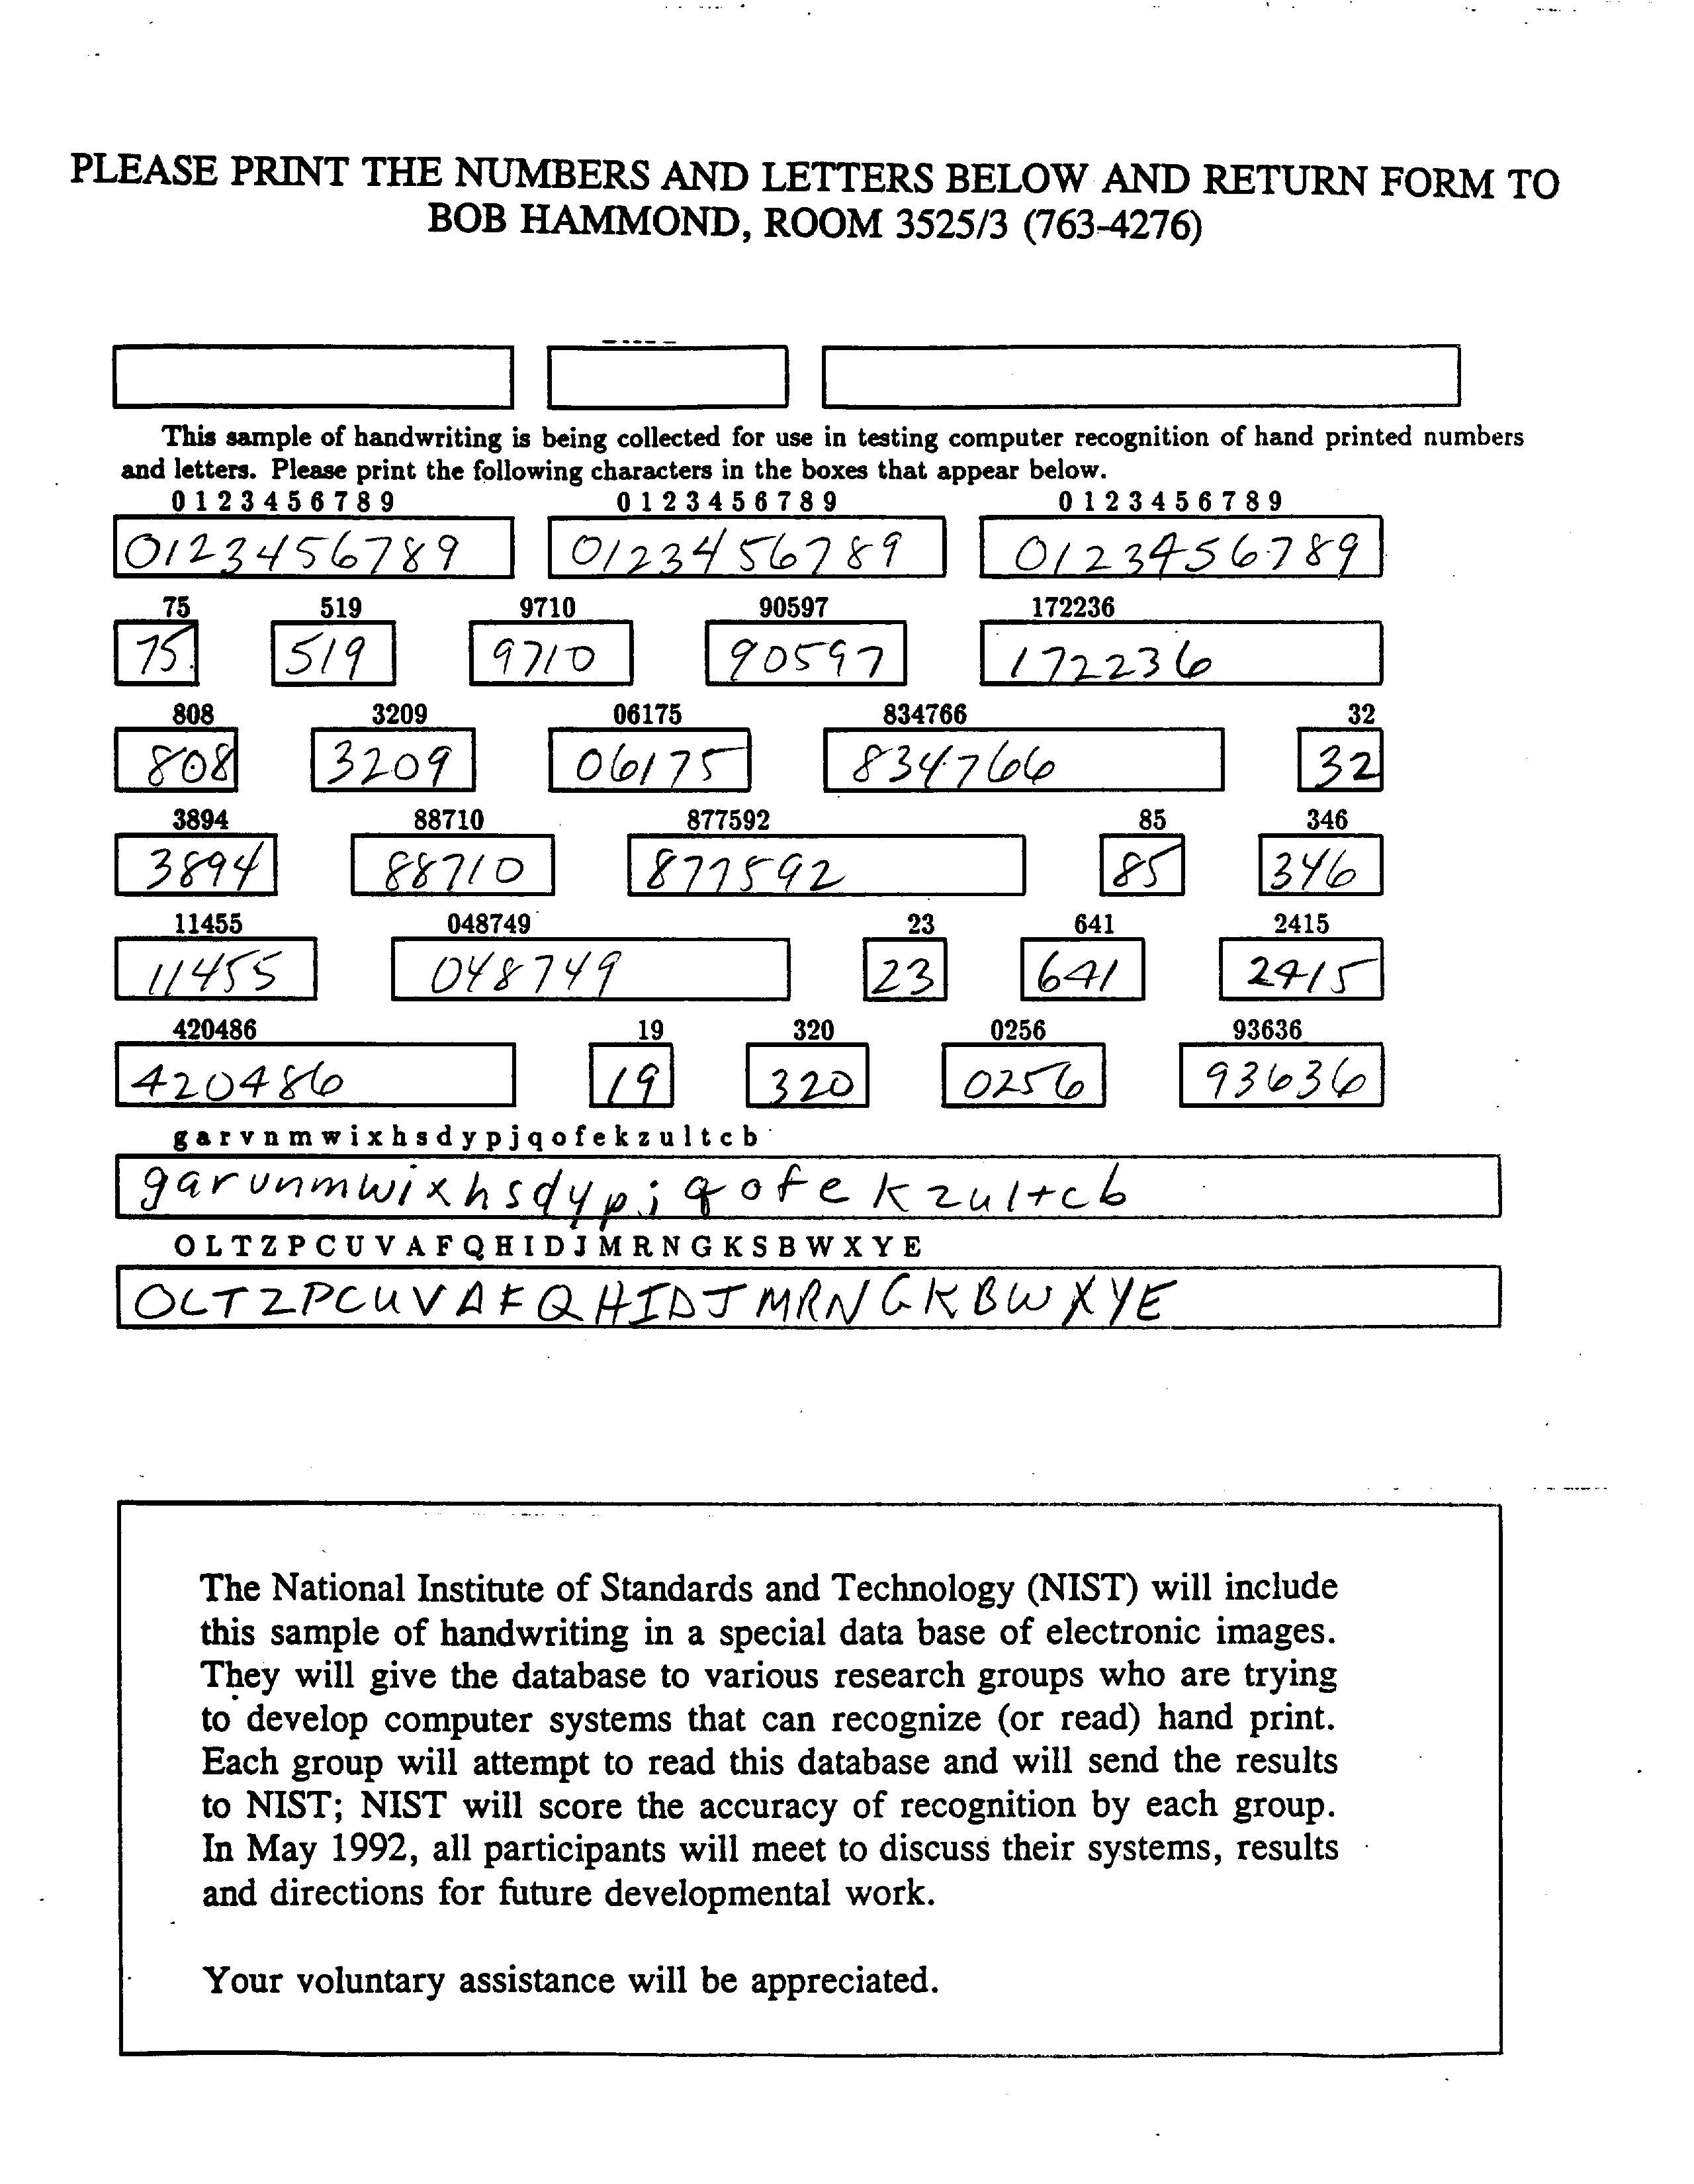 PLEASE PRINT THE NUMBERS AND LETTERS BELOW AND RETURN FORM TO
BOB HAMMOND, ROOM 3525/3 (763-4276)
This sample of handwriting is being collected for use in testing computer recognition of hand printed numbers
and letters. Please print the following characters in the boxes that appear below.
0 1 2 3 4 5 6 7 8 9 0 1 2 3 4 5 6 7 8 9 0 1 2 3 4 5 6 7 8 9
0123456789 0123456789 0123456789
75 519 9710 90597 172236
75 519 9710 90597 172236
808 3209 06175 834766 32
808 3209 06175 834766 32
3894 88710 877592 85 346
3894 88710 877592 85 346
11455 048749 23 641 2415
11455 048749 23 641 2415
420486 19 320 0256 93636
420486 19 320 0256 93636
g a r v n m w i x h s d y p j q o f e k z u l t c b
garvnmwixhsdypjqofekzultcb
O L T Z P C U V A F Q H I D J M R N G K S B W X Y E
OLTZPCUVAFQHIDJMRNGKBWXYE
The National Institute of Standards and Technology (NIST) will include
this sample of handwriting in a special data base of electronic images.
They will give the database to various research groups who are trying
to develop computer systems that can recognize (or read) hand print.
Each group will attempt to read this database and will send the results
to NIST; NIST will score the accuracy of recognition by each group.
In May 1992, all participants will meet to discuss their systems, results
and directions for future developmental work.
Your voluntary assistance will be appreciated.